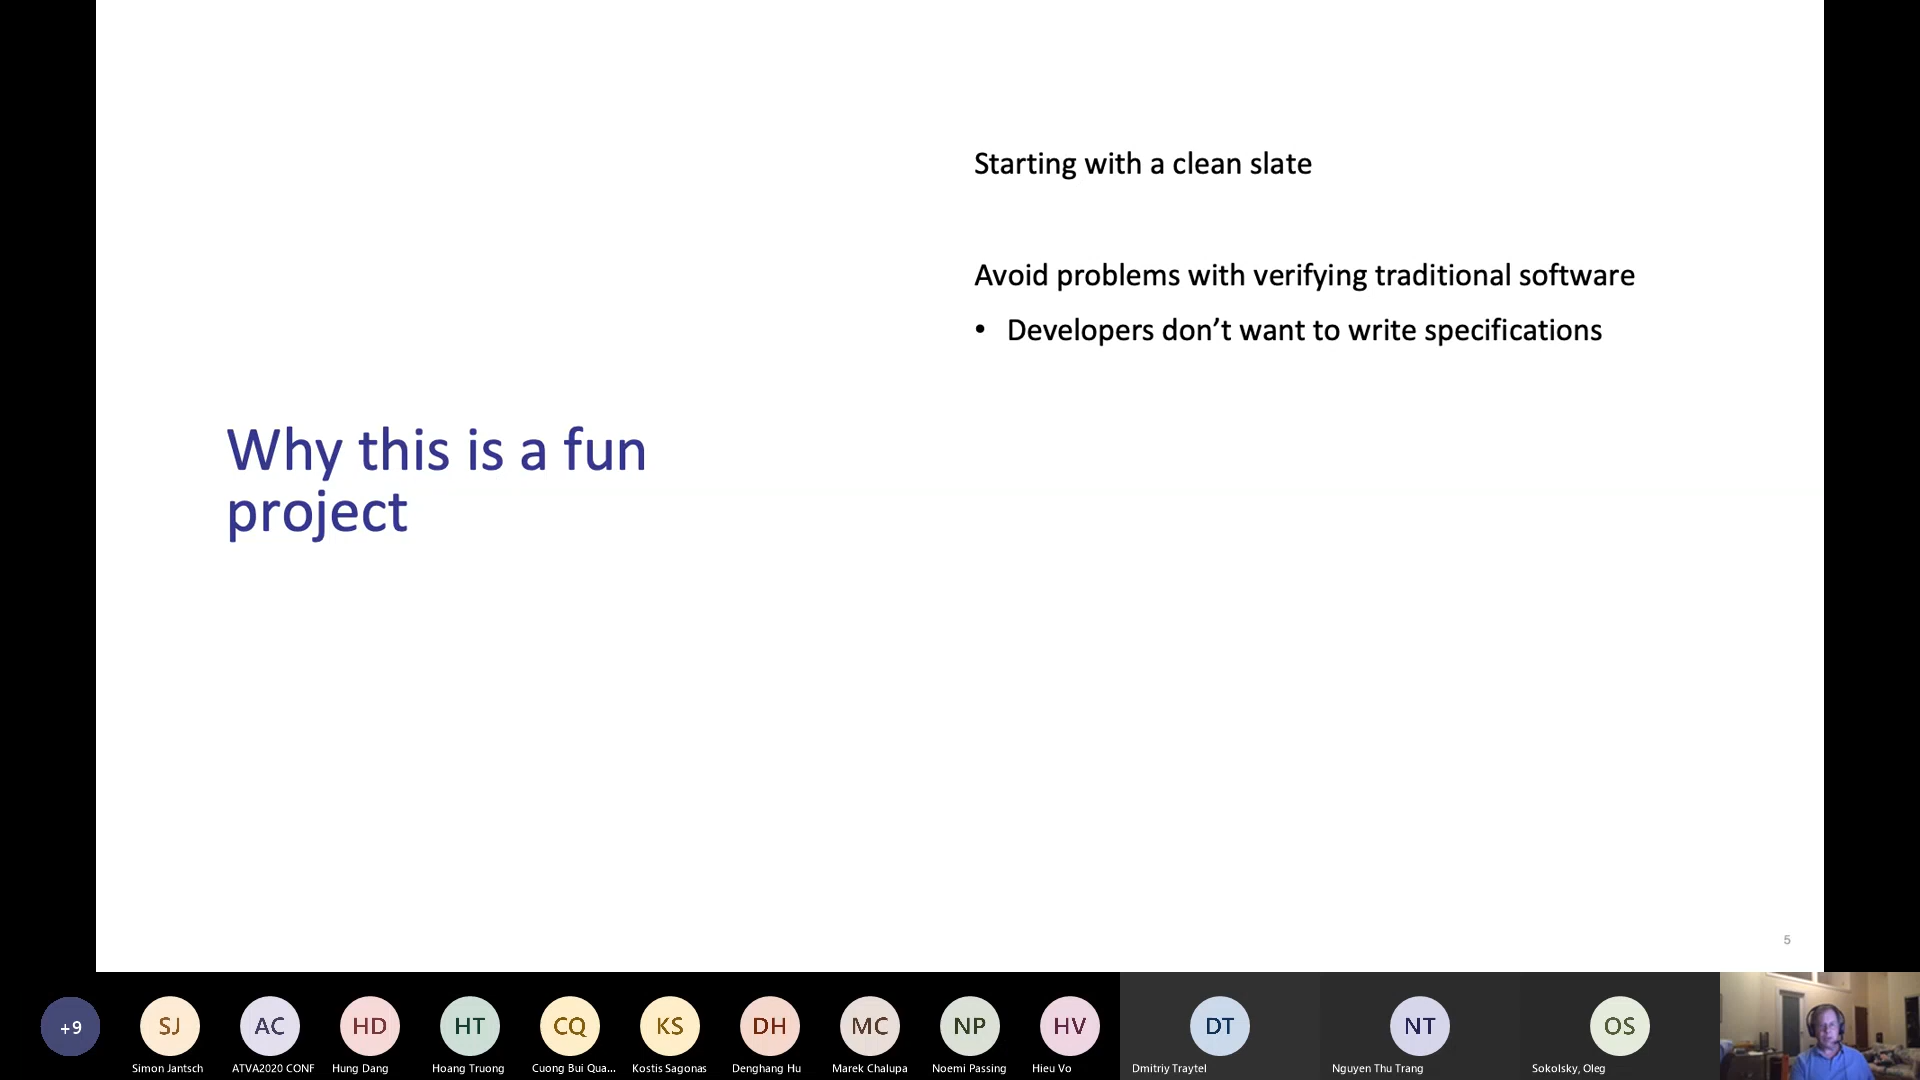 Starting with a clean slate
Avoid problems with verifying traditional software
• Developers don’t want to write specifications
Why this is a fun
project
5
+9
SJ
AC
HD
HT
CQ
KS
DH
MC
NP
HV
DT
NT
OS
Simon Jantsch
ATVA2020 CONF
Hung Dang
Hoang Truong
Cuong Bui Qua...
Kostis Sagonas
Denghang Hu
Marek Chalupa
Noemi Passing
Hieu Vo
Dmitriy Traytel
Nguyen Thu Trang
Sokolsky, Oleg